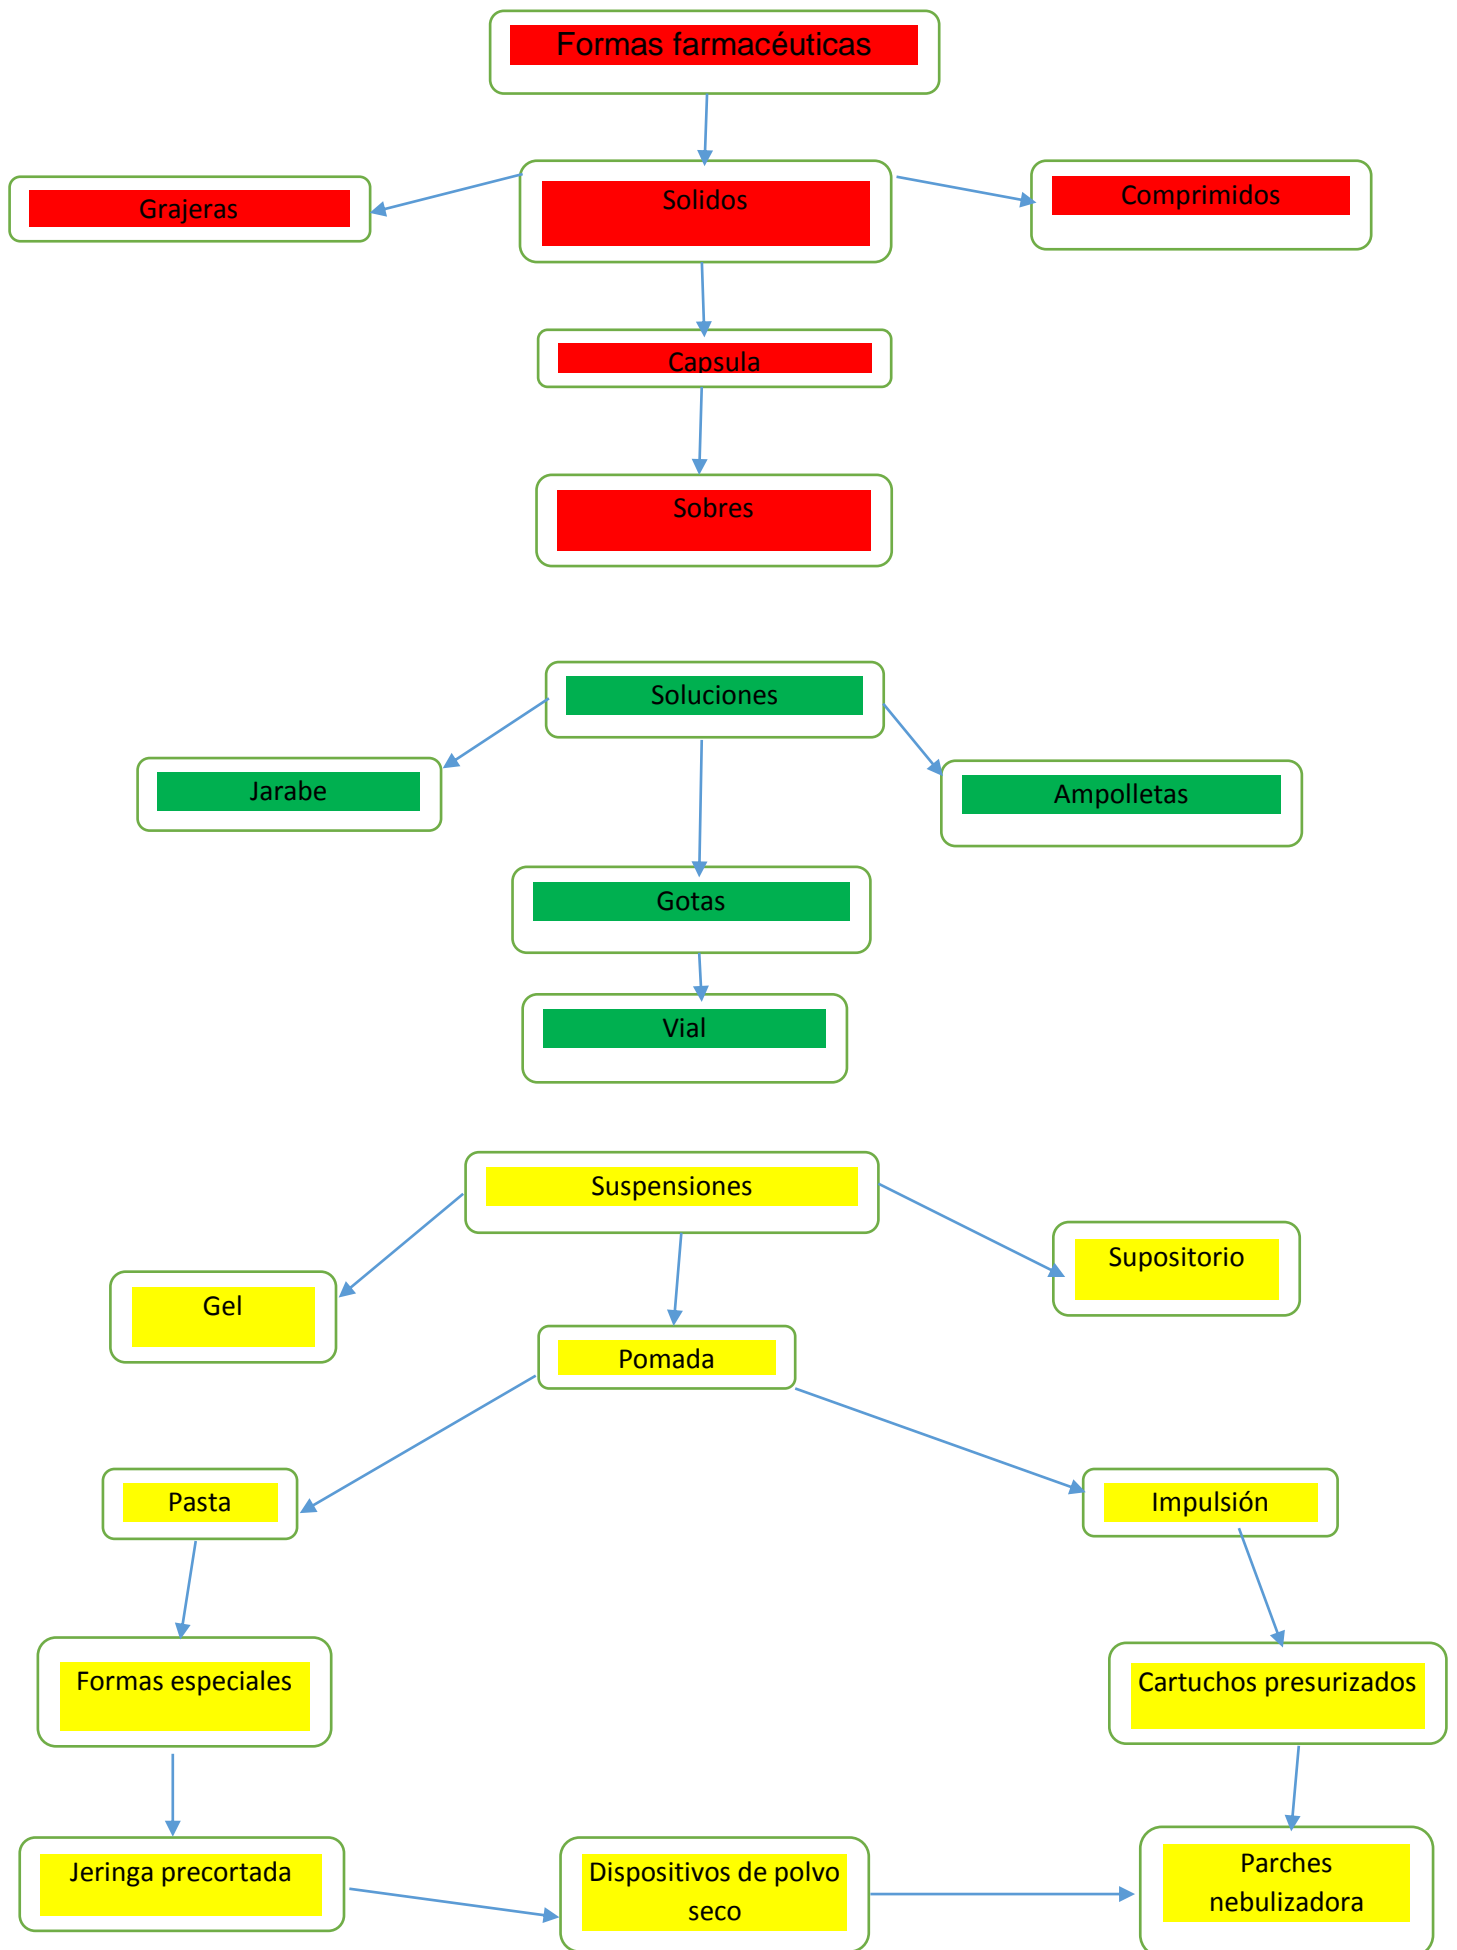 Formas farmacéuticas
Grajeras
Solidos
Comprimidos
Capsula
Sobres
Soluciones
Jarabe
Ampolletas
Gotas
Vial
Suspensiones
Supositorio
Gel
Pomada
Pasta
Impulsión
Formas especiales
Cartuchos presurizados
Jeringa precortada
Dispositivos de polvo
seco
Parches
nebulizadora